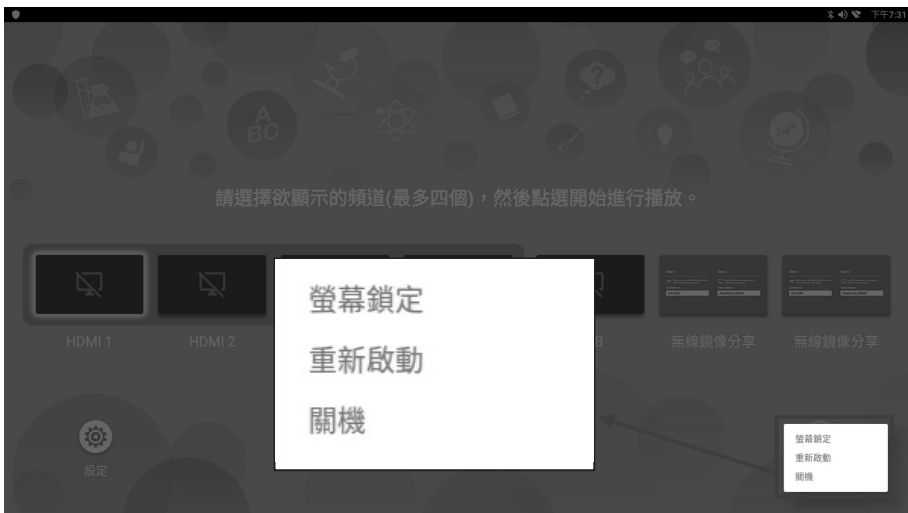 下午7:31
ABC
請選擇欲顯示的頻道(最多四個)，然後點選開始進行播放。
HDMI 1
HDMI 2
B
無線鏡像分享
無線鏡像分享
螢幕鎖定
重新啟動
關機
設定
螢幕鎖定
重新啟動
關機